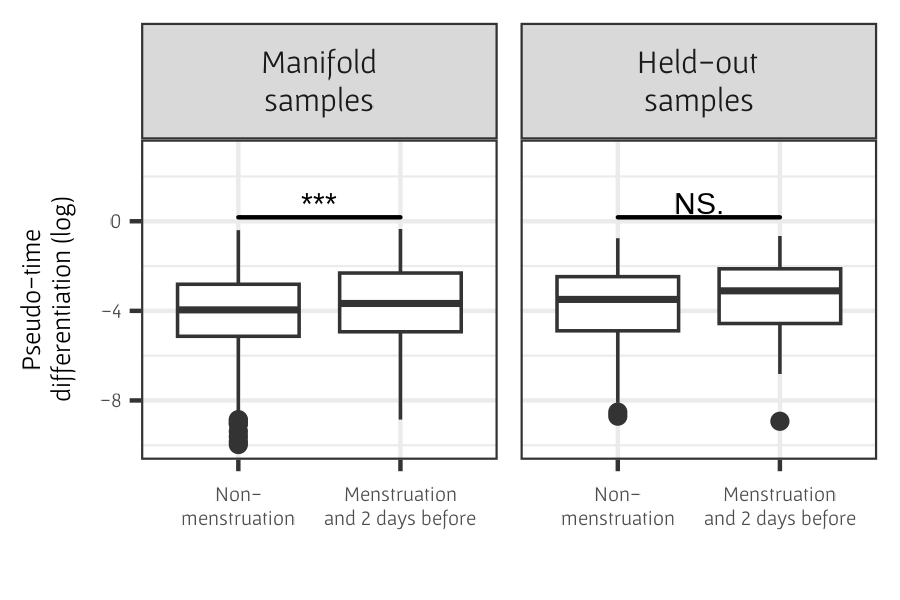 Manifold
samples
Held-out
samples
Pseudo-time
differentiation (log)
0
-4
-8
***
NS.
Non-
menstruation
Menstruation
and 2 days before
Non-
menstruation
Menstruation
and 2 days before